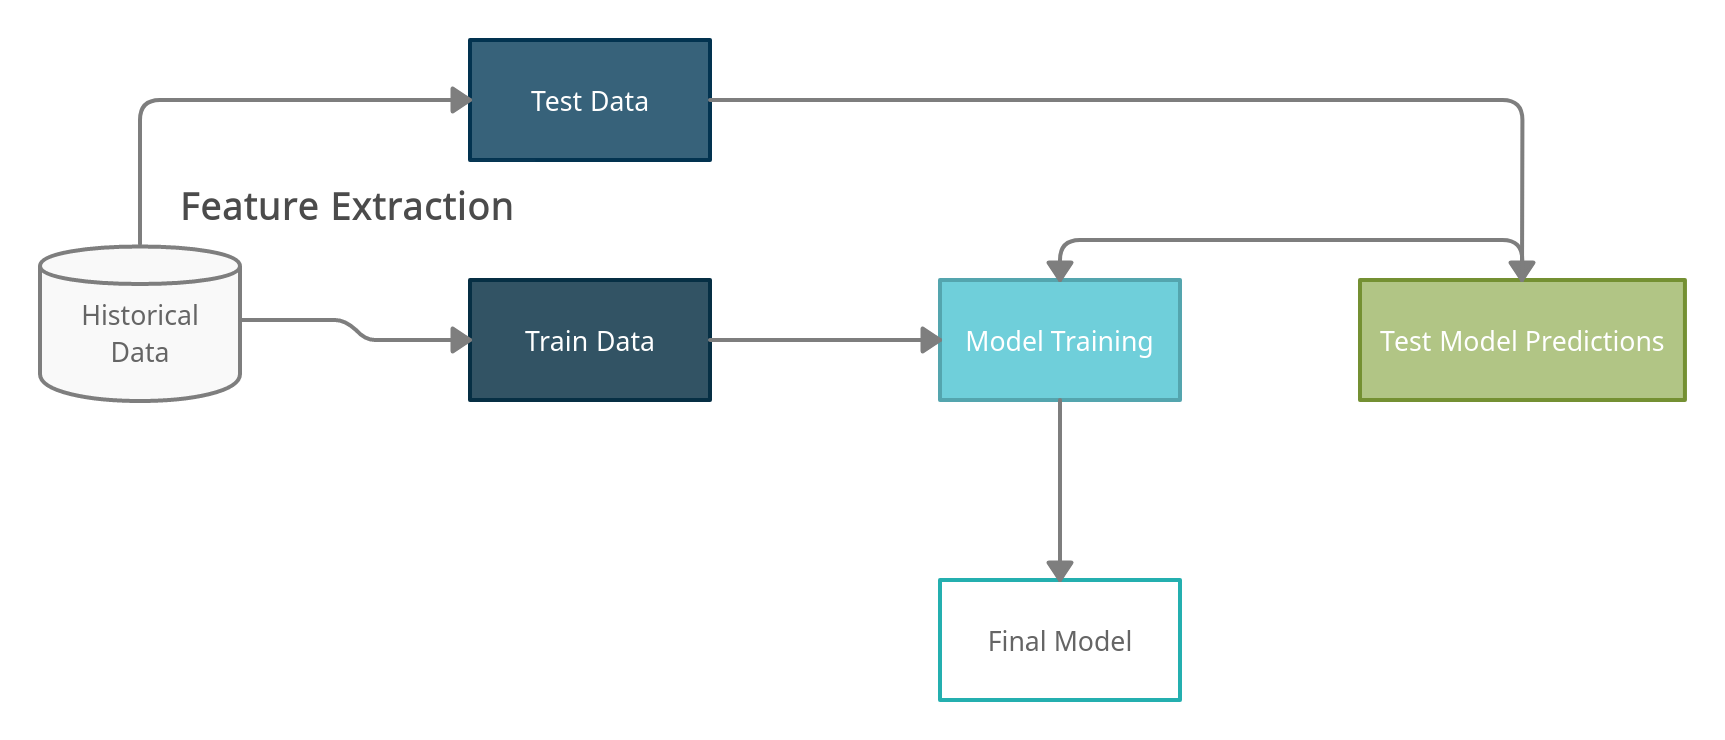 Test Data
Feature Extraction
Historical
Data
Train Data
Model Training
Test Model Predictions
Final Model